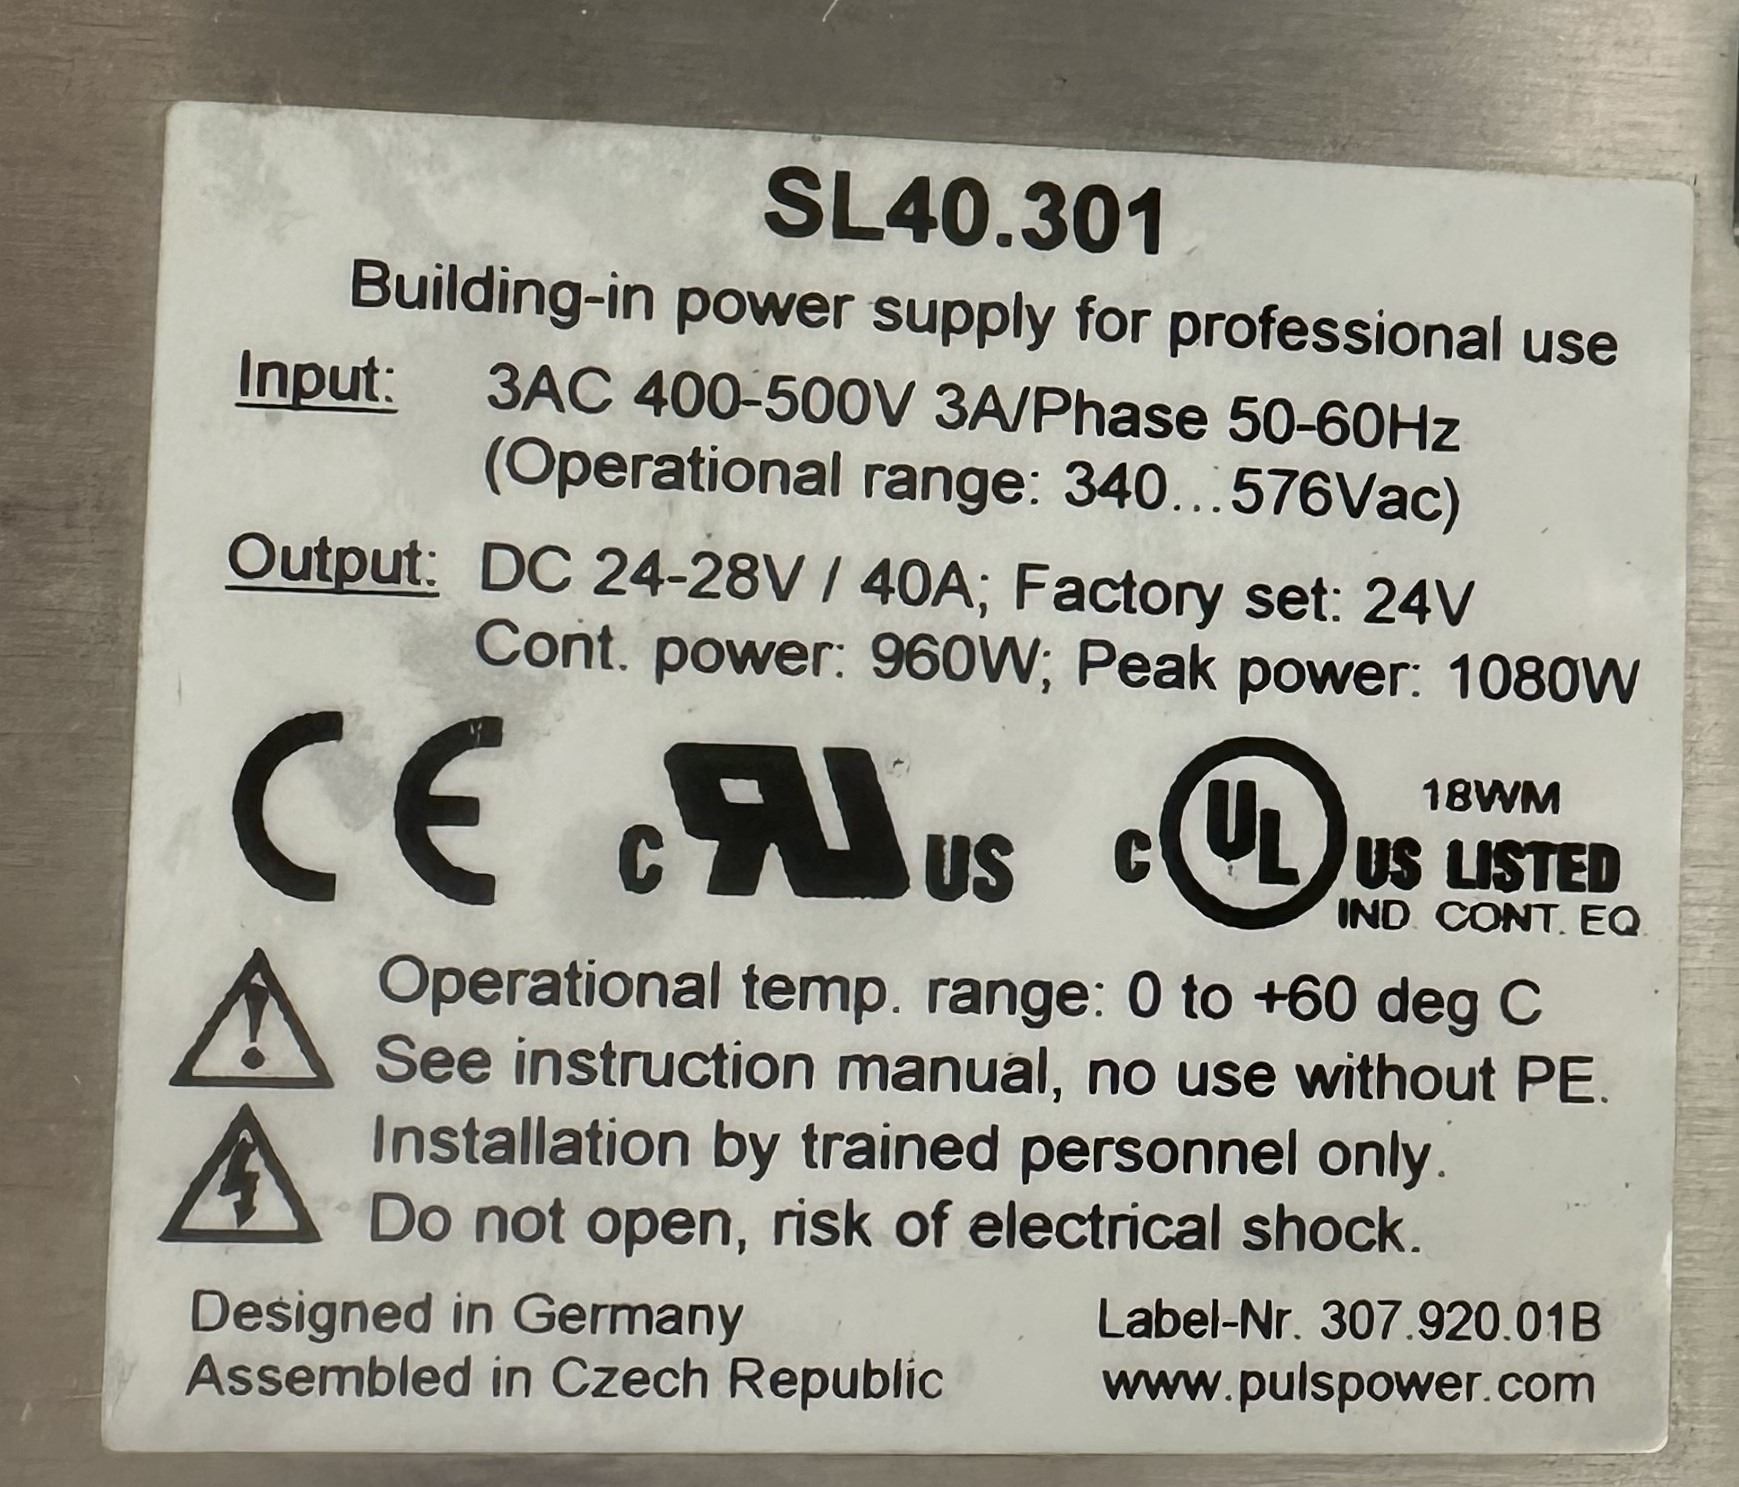 SL40.301
Building-in power supply for professional use
Input: 3AC 400-500V 3A/Phase 50-60Hz
(Operational range: 340...576Vac)
Output: DC 24-28V / 40A; Factory set: 24V
Cont. power: 960W; Peak power: 1080W
CE c RU US c UL US LISTED 18WM
IND. CONT. EQ.
Operational temp. range: 0 to +60 deg C
See instruction manual, no use without PE.
Installation by trained personnel only.
Do not open, risk of electrical shock.
Designed in Germany
Assembled in Czech Republic
Label-Nr. 307.920.01B
www.pulspower.com